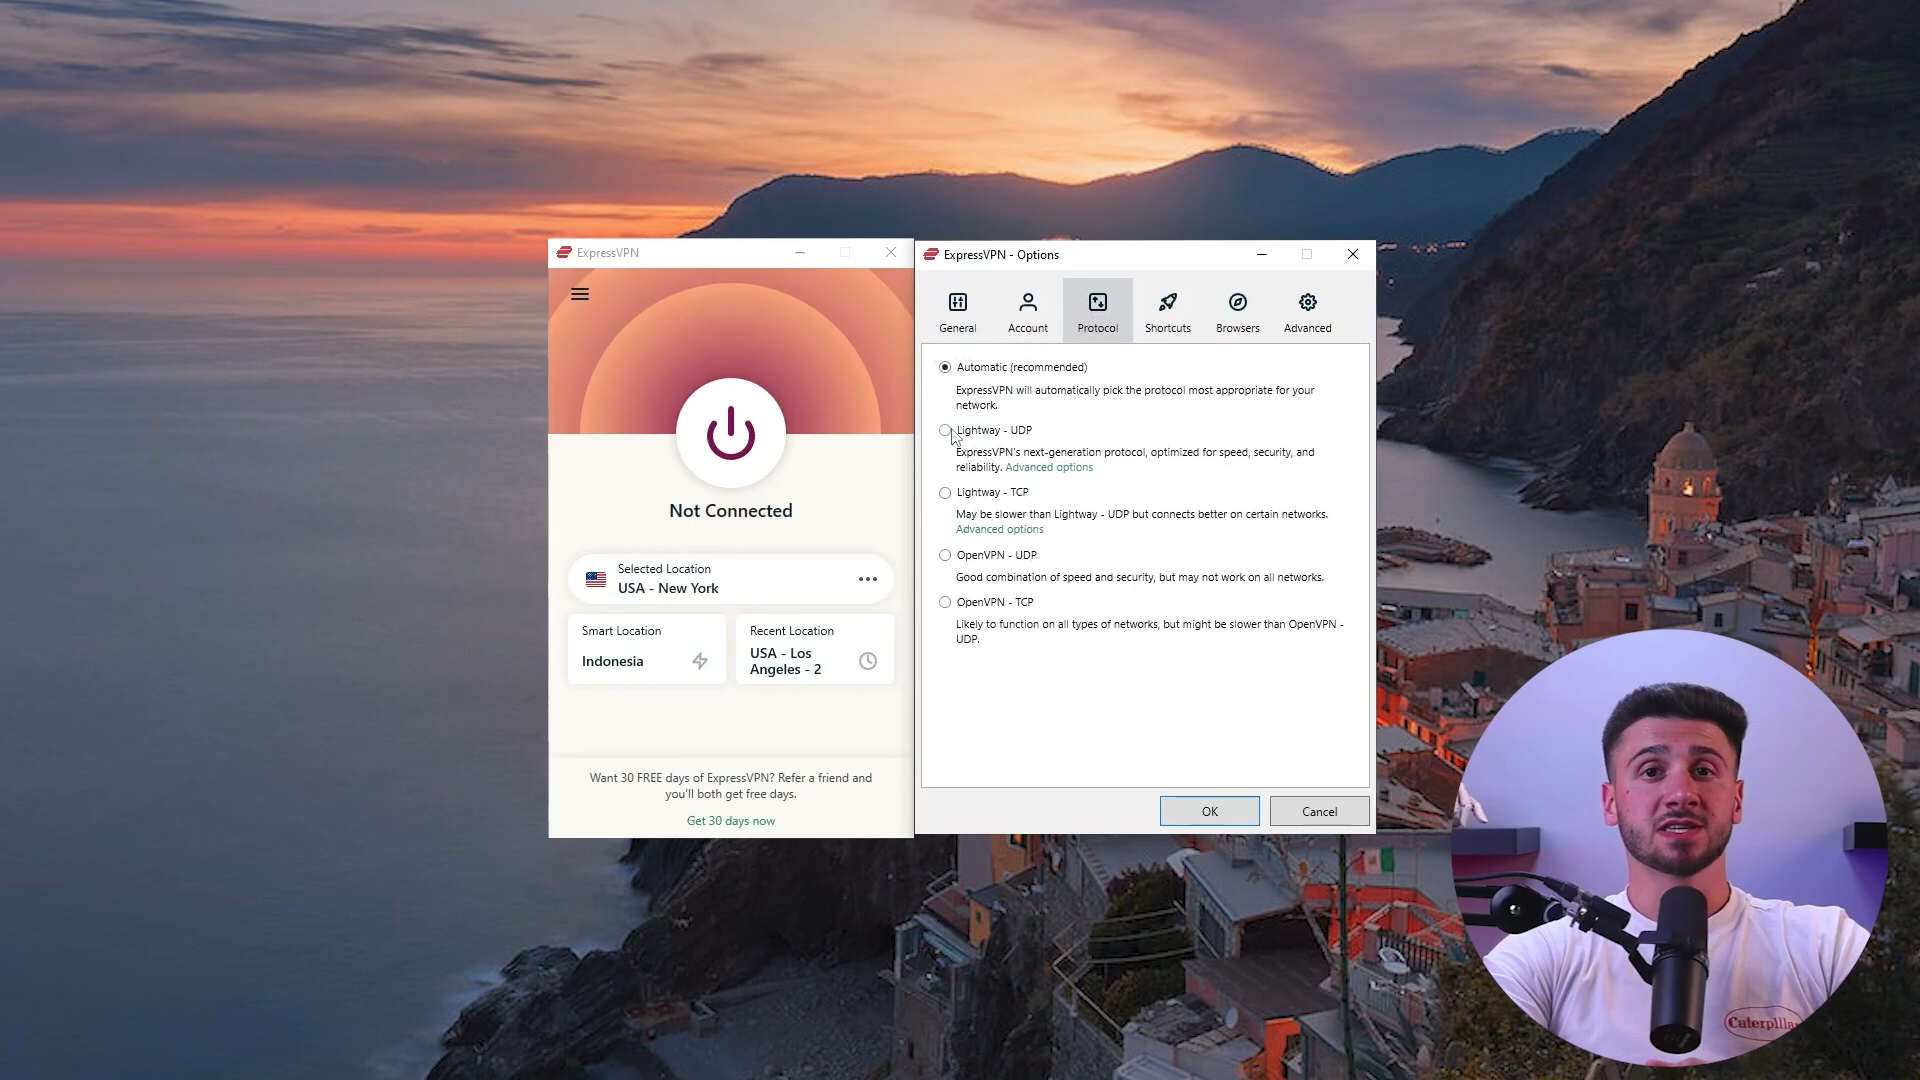 ExpressVPN
Not Connected
Selected Location
USA - New York
Smart Location
Indonesia
Recent Location
USA - Los
Angeles - 2
Want 30 FREE days of ExpressVPN? Refer a friend and
you'll both get free days.
Get 30 days now
ExpressVPN - Options
General
Account
Protocol
Shortcuts
Browsers
Advanced
Automatic (recommended)
ExpressVPN will automatically pick the protocol most appropriate for your
network.
Lightway - UDP
ExpressVPN's next-generation protocol, optimized for speed, security, and
reliability. Advanced options
Lightway - TCP
May be slower than Lightway - UDP but connects better on certain networks.
Advanced options
OpenVPN - UDP
Good combination of speed and security, but may not work on all networks.
OpenVPN - TCP
Likely to function on all types of networks, but might be slower than OpenVPN -
UDP.
OK
Cancel
Caterpilla